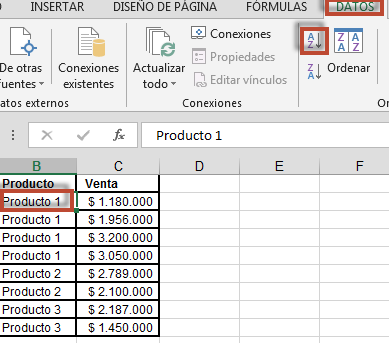 INSERTAR DISEÑO DE PÁGINA FÓRMULAS DATOS
De otras fuentes
Conexiones existentes
Actualizar todo
Conexiones
Propiedades
Editar vínculos
A Z
Z A
Z A A Z
Ordenar
atos externos Conexiones Or
fx Producto 1
B C D E F
Producto Venta
Producto 1 $ 1.180.000
Producto 1 $ 1.956.000
Producto 1 $ 3.200.000
Producto 1 $ 3.050.000
Producto 2 $ 2.789.000
Producto 2 $ 2.100.000
Producto 3 $ 2.187.000
Producto 3 $ 1.450.000